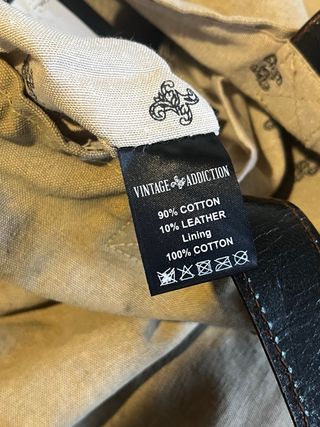 VINTAGE ADDICTION
90% COTTON
10% LEATHER
Lining
100% COTTON